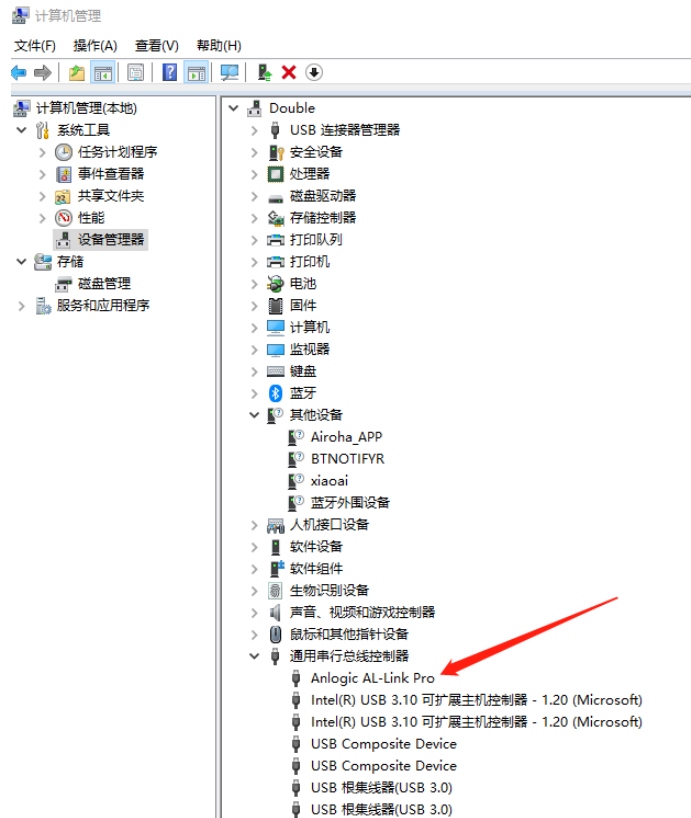 计算机管理
文件(F) 操作(A) 查看(V) 帮助(H)
计算机管理(本地)
系统工具
任务计划程序
事件查看器
共享文件夹
性能
设备管理器
存储
磁盘管理
服务和应用程序
Double
USB 连接器管理器
安全设备
处理器
磁盘驱动器
存储控制器
打印队列
打印机
电池
固件
计算机
监视器
键盘
蓝牙
其他设备
Airoha_APP
BTNOTIFYR
xiaoai
蓝牙外围设备
人机接口设备
软件设备
软件组件
生物识别设备
声音、视频和游戏控制器
鼠标和其他指针设备
通用串行总线控制器
Anlogic AL-Link Pro
Intel(R) USB 3.10 可扩展主机控制器 - 1.20 (Microsoft)
Intel(R) USB 3.10 可扩展主机控制器 - 1.20 (Microsoft)
USB Composite Device
USB Composite Device
USB 根集线器(USB 3.0)
USB 根集线器(USB 3.0)